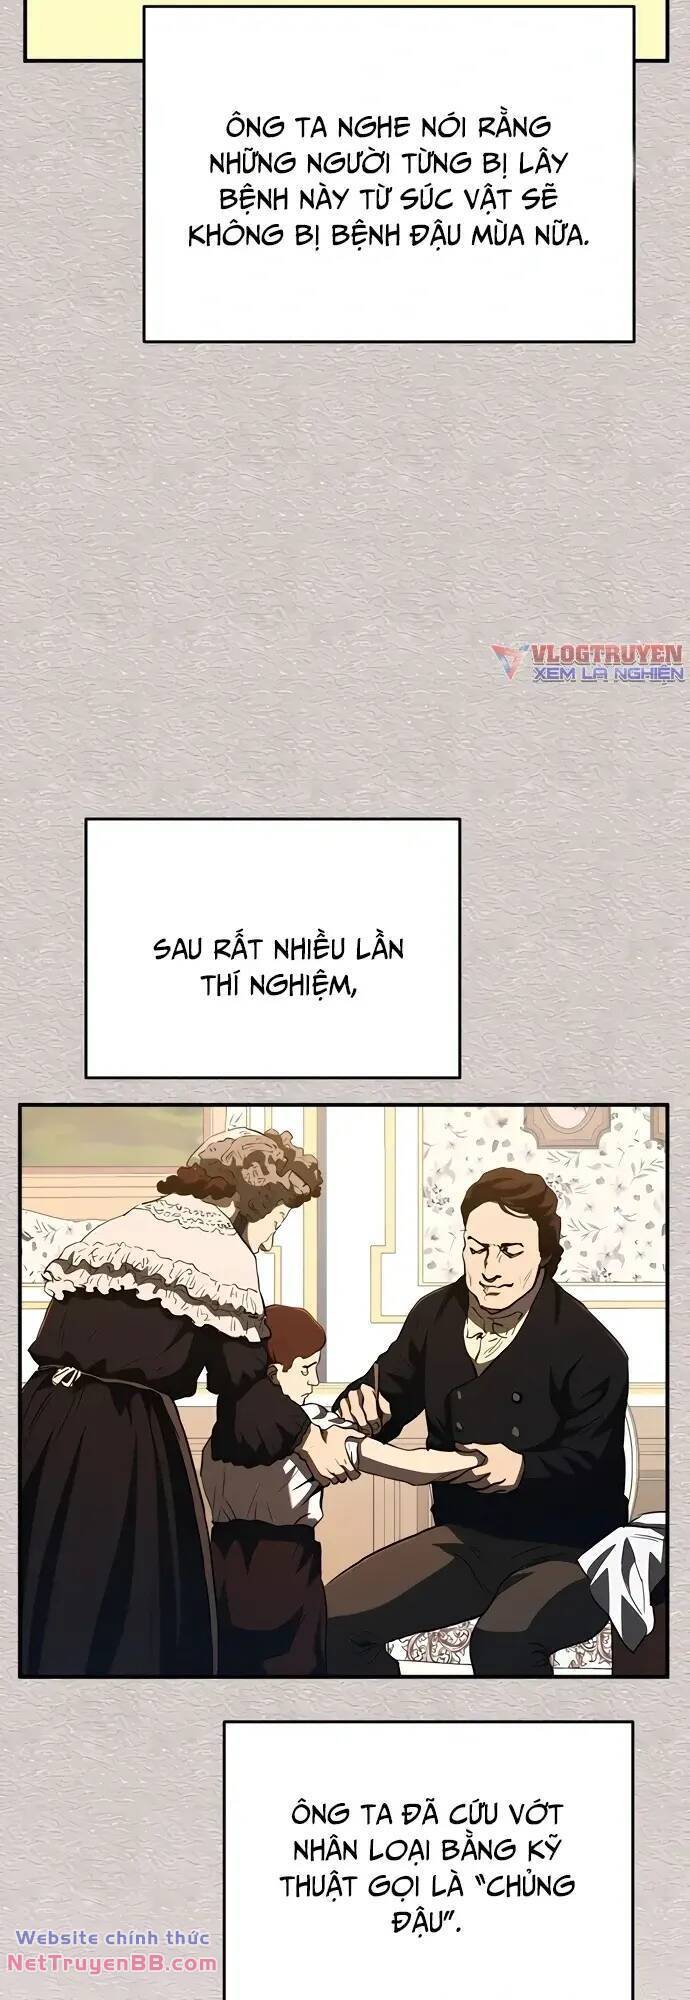 ÔNG TA NGHE NÓI RẰNG
NHỮNG NGƯỜI TỪNG BỊ LÂY
BỆNH NÀY TỪ SÚC VẬT SẼ
KHÔNG BỊ BỆNH ĐẬU MÙA NỮA.
VLOGTRUYEN
XEM LÀ NGHIỆN
SAU RẤT NHIỀU LẦN
THÍ NGHIỆM,
ÔNG TA ĐÃ CỨU VỚT
NHÂN LOẠI BẰNG KỸ
THUẬT GỌI LÀ "CHỦNG
ĐẬU".
Website chính thức
NetTruyenBB.com